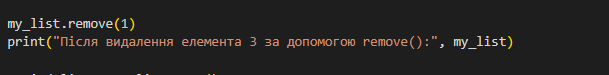 my_list.remove(1)
print("Після видалення елемента 3 за допомогою remove():", my_list)